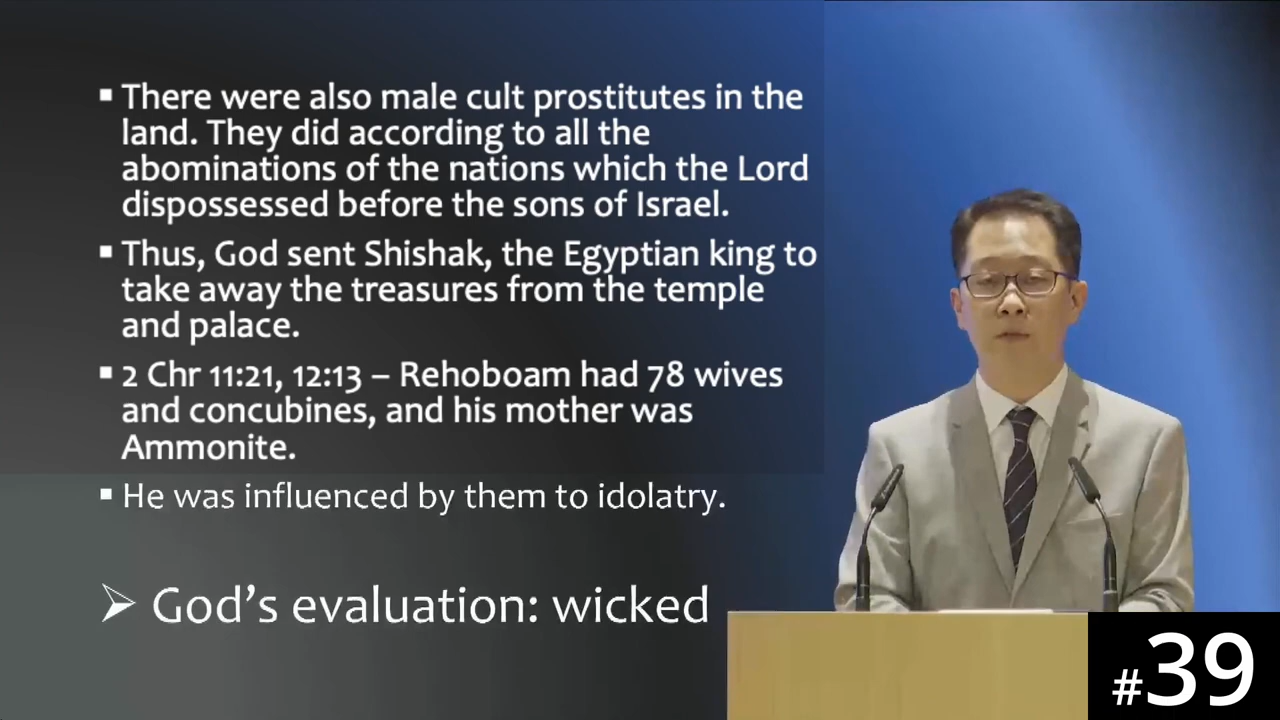 ▪ There were also male cult prostitutes in the
land. They did according to all the
abominations of the nations which the Lord
dispossessed before the sons of Israel.
▪ Thus, God sent Shishak, the Egyptian king to
take away the treasures from the temple
and palace.
▪ 2 Chr 11:21, 12:13 – Rehoboam had 78 wives
and concubines, and his mother was
Ammonite.
▪ He was influenced by them to idolatry.
➢ God’s evaluation: wicked
#39